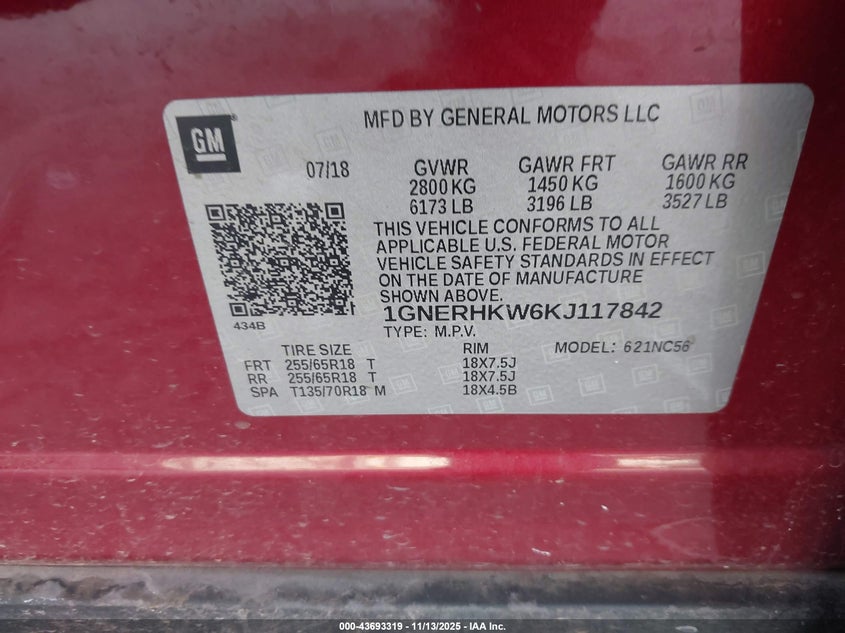 GM
MFD BY GENERAL MOTORS LLC
07/18
GVWR GAWR FRT GAWR RR
2800 KG 1450 KG 1600 KG
6173 LB 3196 LB 3527 LB
THIS VEHICLE CONFORMS TO ALL
APPLICABLE U.S. FEDERAL MOTOR
VEHICLE SAFETY STANDARDS IN EFFECT
ON THE DATE OF MANUFACTURE
SHOWN ABOVE.
1GNERHKW6KJ117842
434B
TYPE: M.P.V.
TIRE SIZE RIM MODEL: 621NC56
FRT 255/65R18 T 18X7.5J
RR 255/65R18 T 18X7.5J
SPA T135/70R18 M 18X4.5B
000-43693319 - 11/13/2025 - IAA Inc.